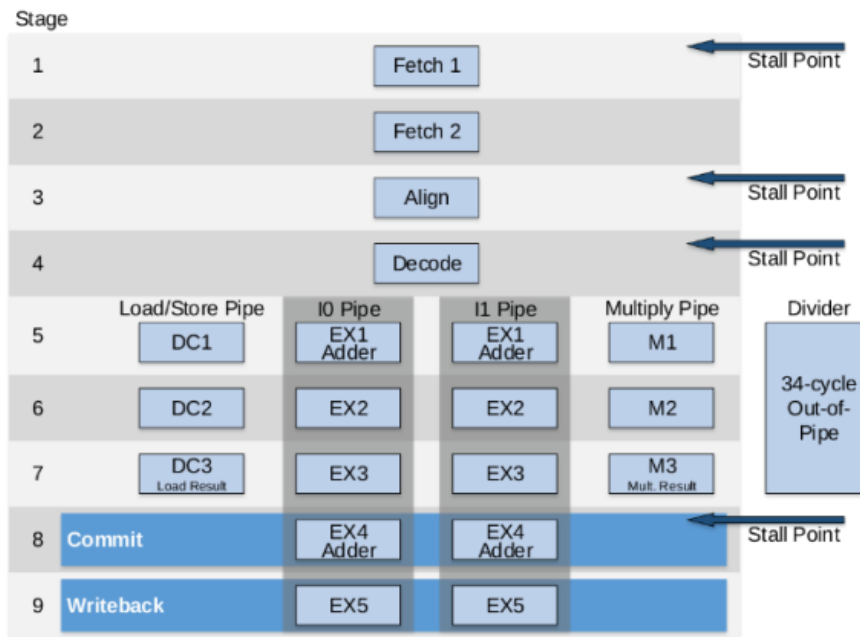 Stage
1
Fetch 1
Stall Point
2
Fetch 2
3
Align
Stall Point
4
Decode
Stall Point
Load/Store Pipe
I0 Pipe
I1 Pipe
Multiply Pipe
Divider
5
DC1
EX1
Adder
EX1
Adder
M1
34-cycle
Out-of-
Pipe
6
DC2
EX2
EX2
M2
7
DC3
Load Result
EX3
EX3
M3
Mult. Result
8
Commit
EX4
Adder
EX4
Adder
Stall Point
9
Writeback
EX5
EX5